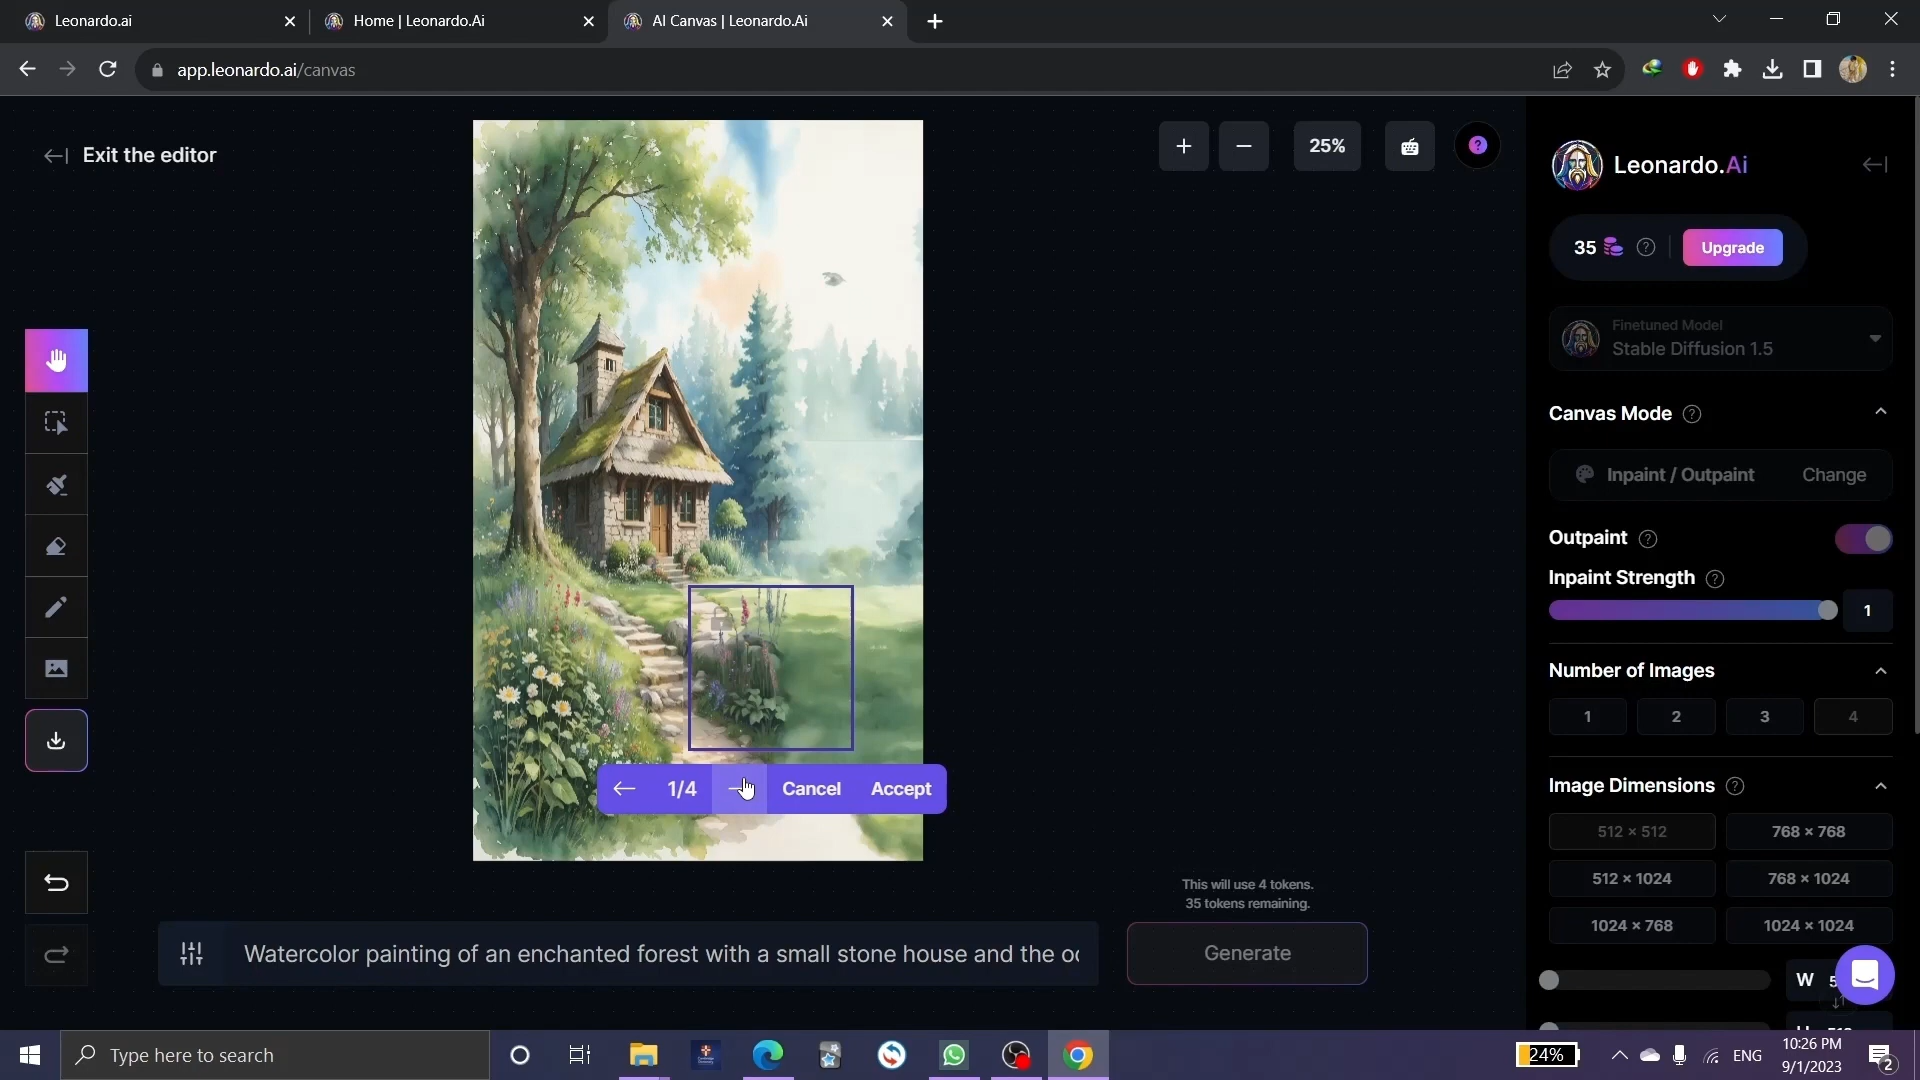 Leonardo.ai
Home | Leonardo.Ai
AI Canvas | Leonardo.Ai
app.leonardo.ai/canvas
Exit the editor
25%
Leonardo.Ai
35
Upgrade
Finetuned Model
Stable Diffusion 1.5
Canvas Mode
Inpaint / Outpaint Change
Outpaint
Inpaint Strength
1
Number of Images
1 2 3 4
Image Dimensions
512 × 512 768 × 768
512 × 1024 768 × 1024
1024 × 768 1024 × 1024
W
1/4 Cancel Accept
This will use 4 tokens.
35 tokens remaining.
Watercolor painting of an enchanted forest with a small stone house and the
Generate
Type here to search
24%
ENG
10:26 PM
9/1/2023
2